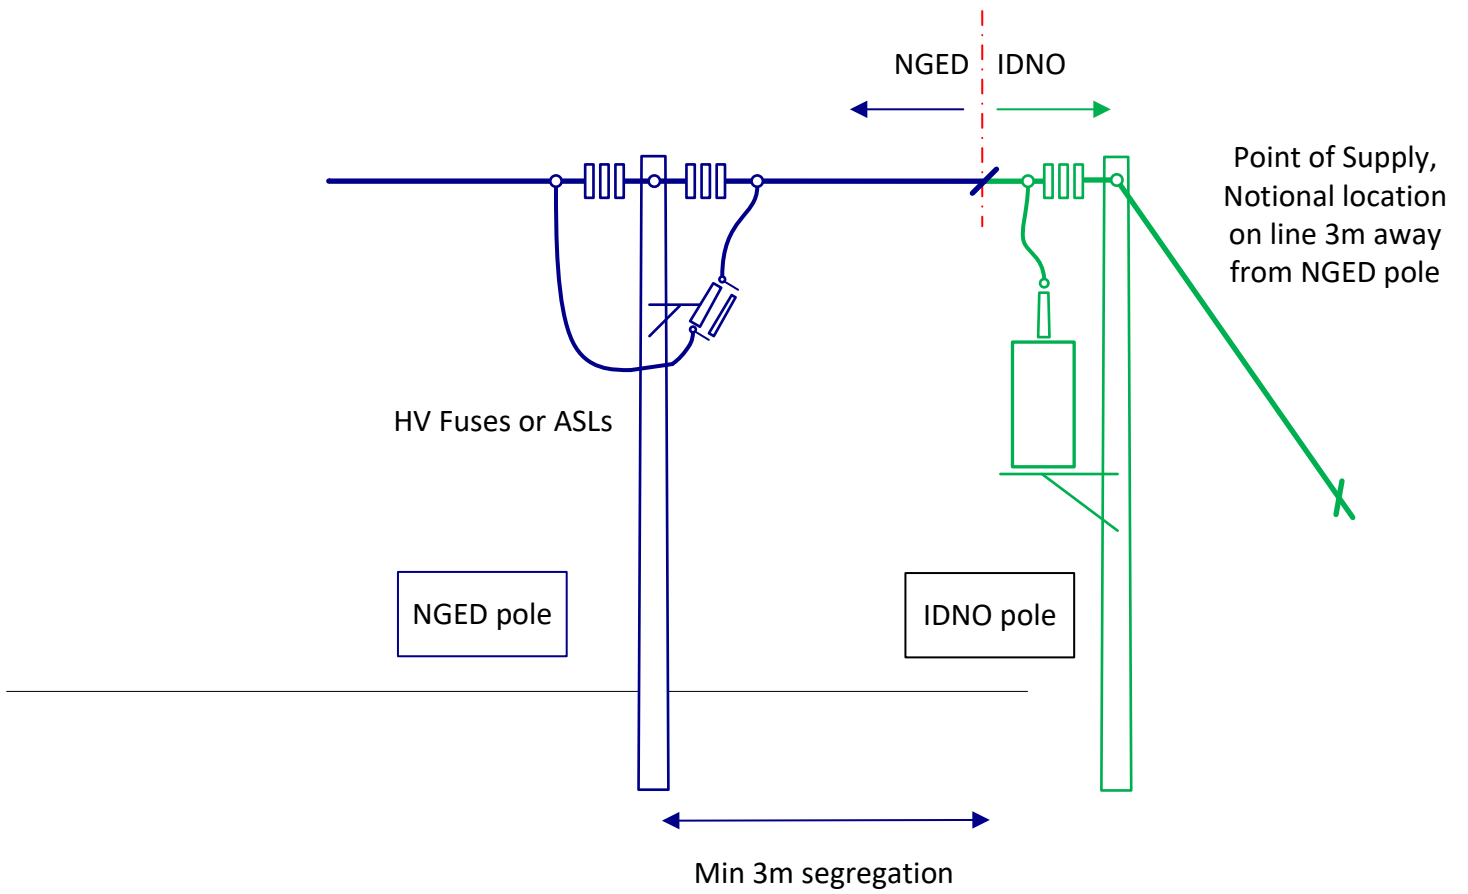 NGED IDNO
Point of Supply,
Notional location
on line 3m away
from NGED pole
HV Fuses or ASLs
NGED pole
IDNO pole
Min 3m segregation